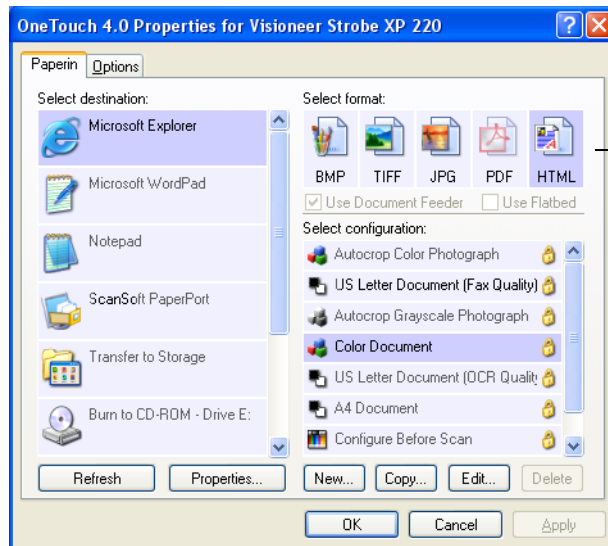 OneTouch 4.0 Properties for Visioneer Strobe XP 220
Paperin Options
Select destination:
Microsoft Explorer
Microsoft WordPad
Notepad
ScanSoft PaperPort
Transfer to Storage
Burn to CD-ROM - Drive E:
Refresh Properties...
Select format:
BMP TIFF JPG PDF HTML
Use Document Feeder Use Flatbed
Select configuration:
Autocrop Color Photograph
US Letter Document (Fax Quality)
Autocrop Grayscale Photograph
Color Document
US Letter Document (OCR Qualit
A4 Document
Configure Before Scan
New... Copy... Edit... Delete
OK Cancel Apply